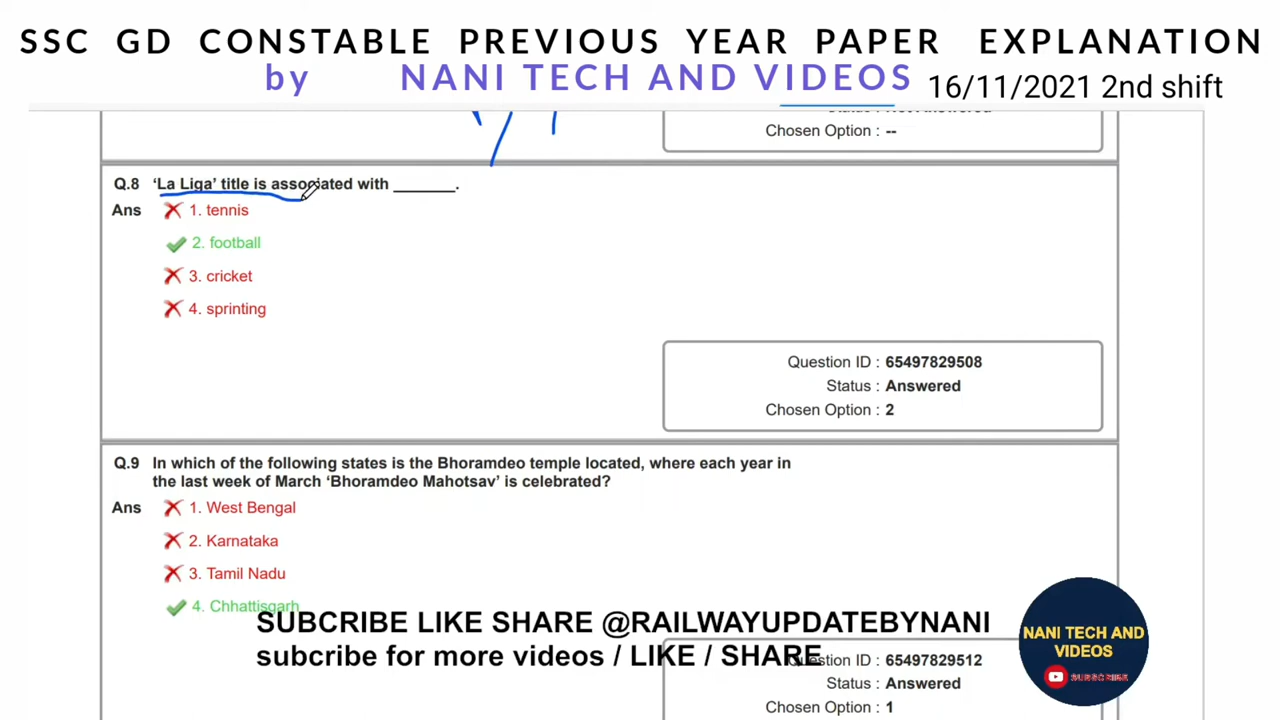 SSC GD CONSTABLE PREVIOUS YEAR PAPER EXPLANATION
by NANI TECH AND VIDEOS 16/11/2021 2nd shift
Chosen Option : --
Q.8 ‘La Liga’ title is associated with _______.
Ans 1. tennis
2. football
3. cricket
4. sprinting
Question ID : 65497829508
Status : Answered
Chosen Option : 2
Q.9 In which of the following states is the Bhoramdeo temple located, where each year in
the last week of March ‘Bhoramdeo Mahotsav’ is celebrated?
Ans 1. West Bengal
2. Karnataka
3. Tamil Nadu
4. Chhattisgarh
SUBCRIBE LIKE SHARE @RAILWAYUPDATEBYNANI
subcribe for more videos / LIKE / SHARE
Question ID : 65497829512
Status : Answered
Chosen Option : 1
NANI TECH AND
VIDEOS